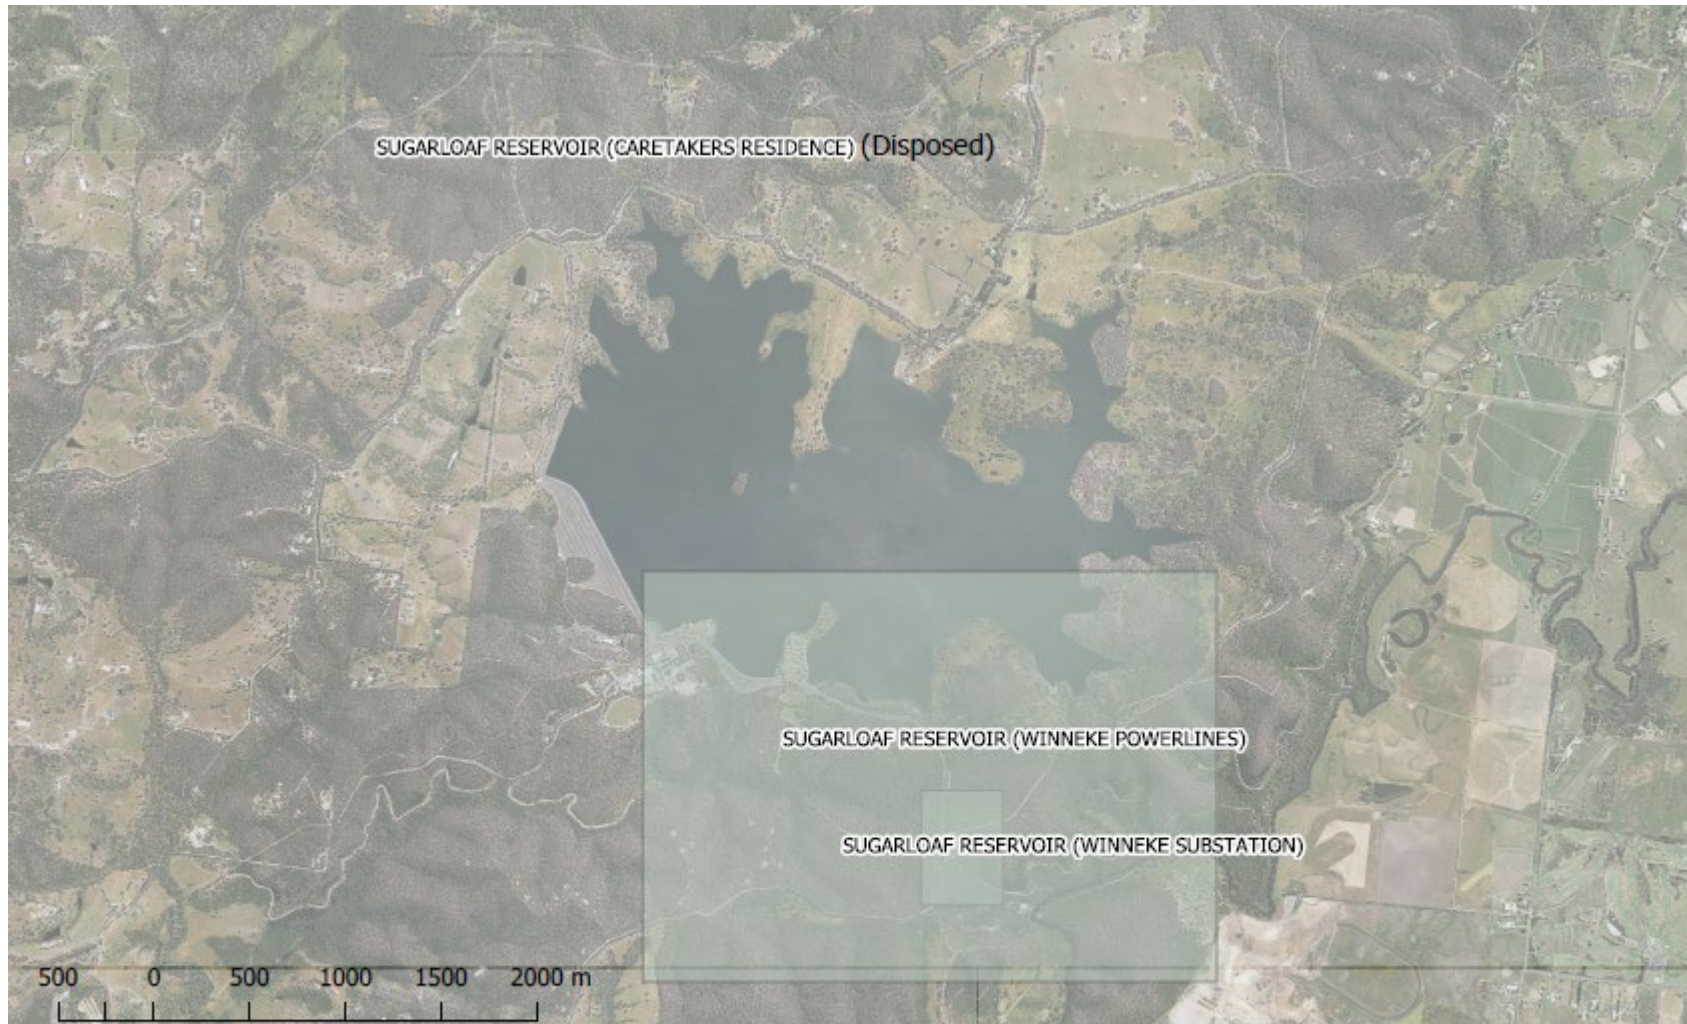 SUGARLOAF RESERVOIR (CARETAKERS RESIDENCE) (Disposed)
SUGARLOAF RESERVOIR (WINNEKE POWERLINES)
SUGARLOAF RESERVOIR (WINNEKE SUBSTATION)
500 0 500 1000 1500 2000 m